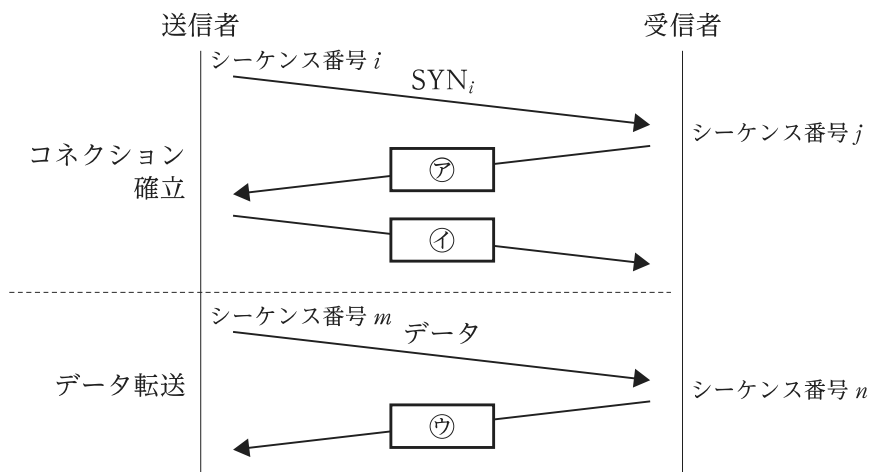 送信者
受信者
シーケンス番号 i
SYNi
シーケンス番号 j
コネクション
確立
㋐
㋑
シーケンス番号 m
データ
データ転送
シーケンス番号 n
㋒